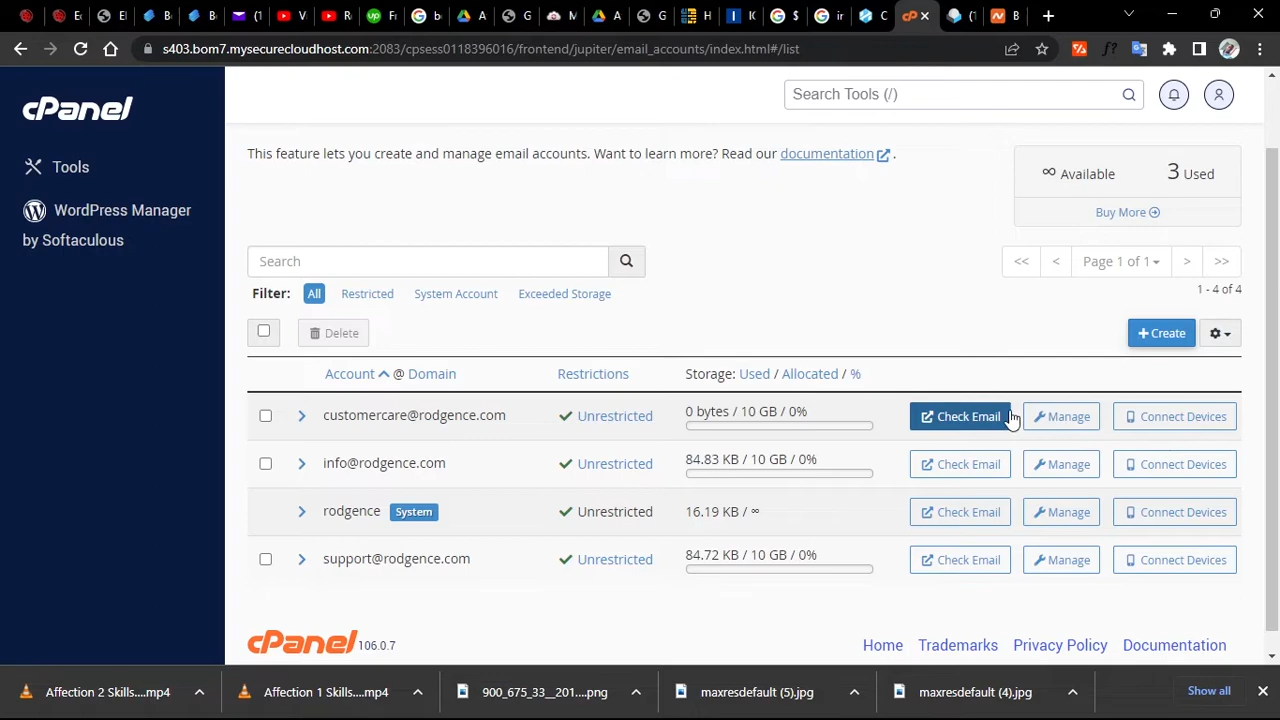 s403.bom7.mysecurecloudhost.com:2083/cpsess0118396016/frontend/jupiter/email_accounts/index.html#/list
cPanel
Search Tools (/)
Tools
WordPress Manager
by Softaculous
This feature lets you create and manage email accounts. Want to learn more? Read our documentation .
∞ Available
3 Used
Buy More
Search
<< < Page 1 of 1 > >>
Filter: All Restricted System Account Exceeded Storage
1 - 4 of 4
Delete
+ Create
Account @ Domain Restrictions Storage: Used / Allocated / %
customercare@rodgence.com Unrestricted 0 bytes / 10 GB / 0% Check Email Manage Connect Devices
info@rodgence.com Unrestricted 84.83 KB / 10 GB / 0% Check Email Manage Connect Devices
rodgence System Unrestricted 16.19 KB / ∞ Check Email Manage Connect Devices
support@rodgence.com Unrestricted 84.72 KB / 10 GB / 0% Check Email Manage Connect Devices
cPanel 106.0.7 Home Trademarks Privacy Policy Documentation
Affection 2 Skills....mp4 Affection 1 Skills....mp4 900_675_33__201....png maxresdefault (5).jpg maxresdefault (4).jpg Show all